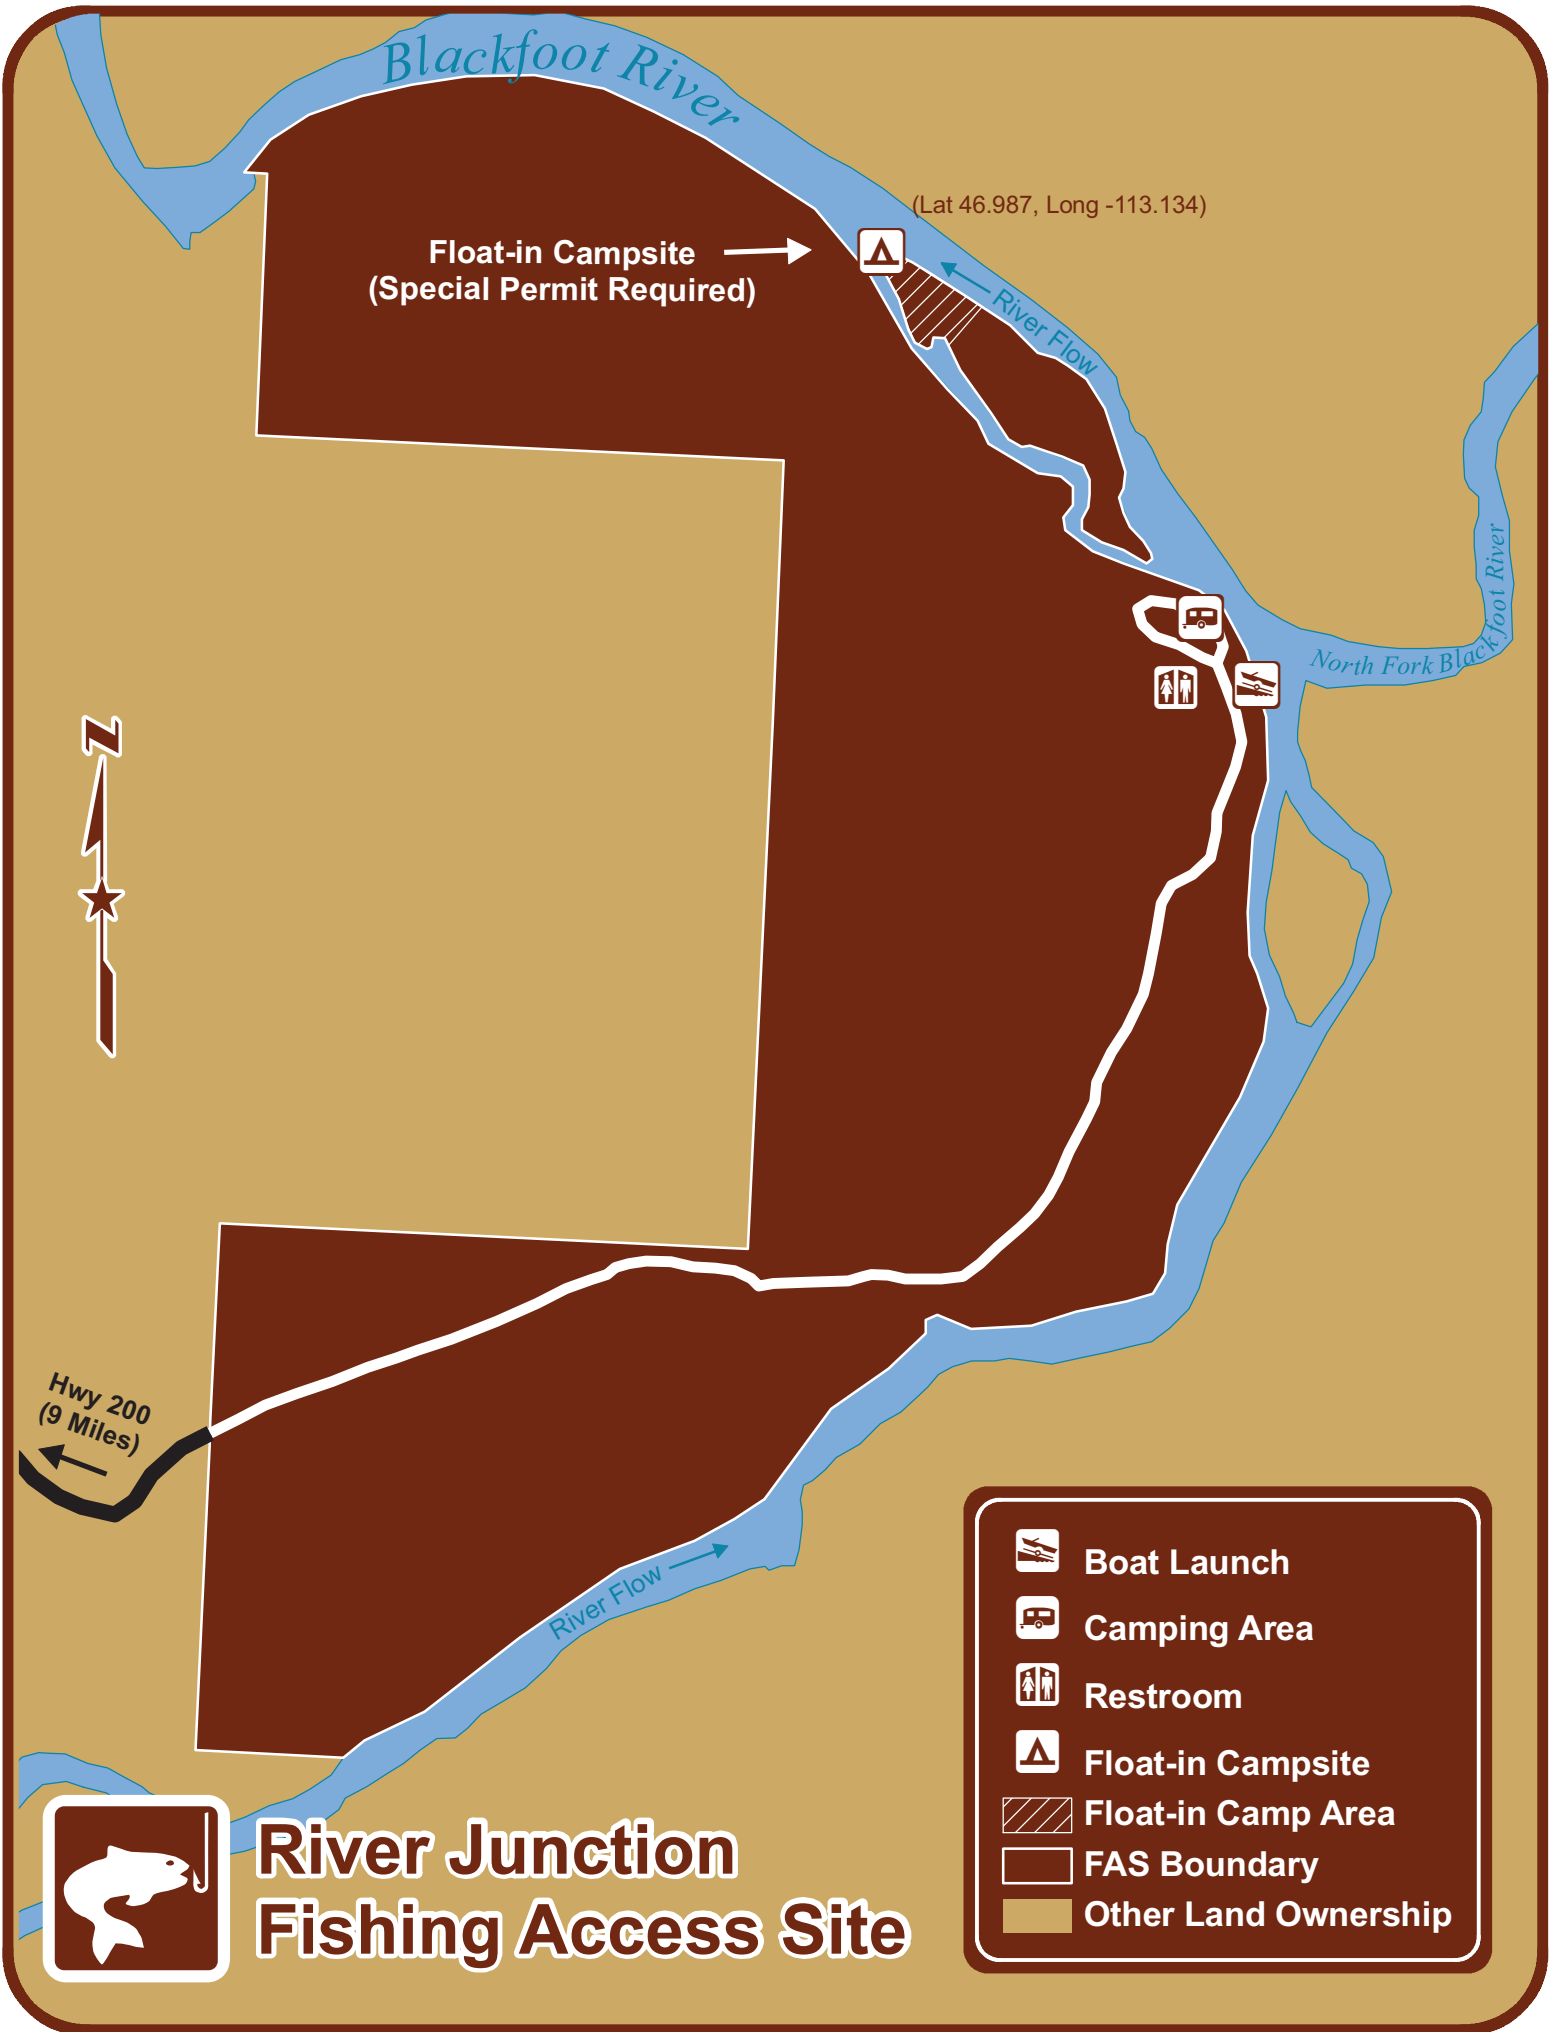 Blackfoot River
(Lat 46.987, Long -113.134)
Float-in Campsite
(Special Permit Required)
River Flow
North Fork Blackfoot River
N
Hwy 200
(9 Miles)
River Flow
Boat Launch
Camping Area
Restroom
Float-in Campsite
Float-in Camp Area
FAS Boundary
Other Land Ownership
River Junction
Fishing Access Site